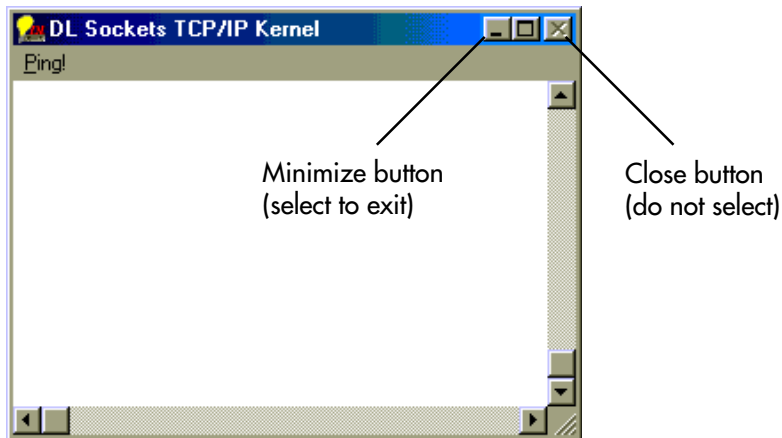 DL Sockets TCP/IP Kernel
Ping!
Minimize button
(select to exit)
Close button
(do not select)